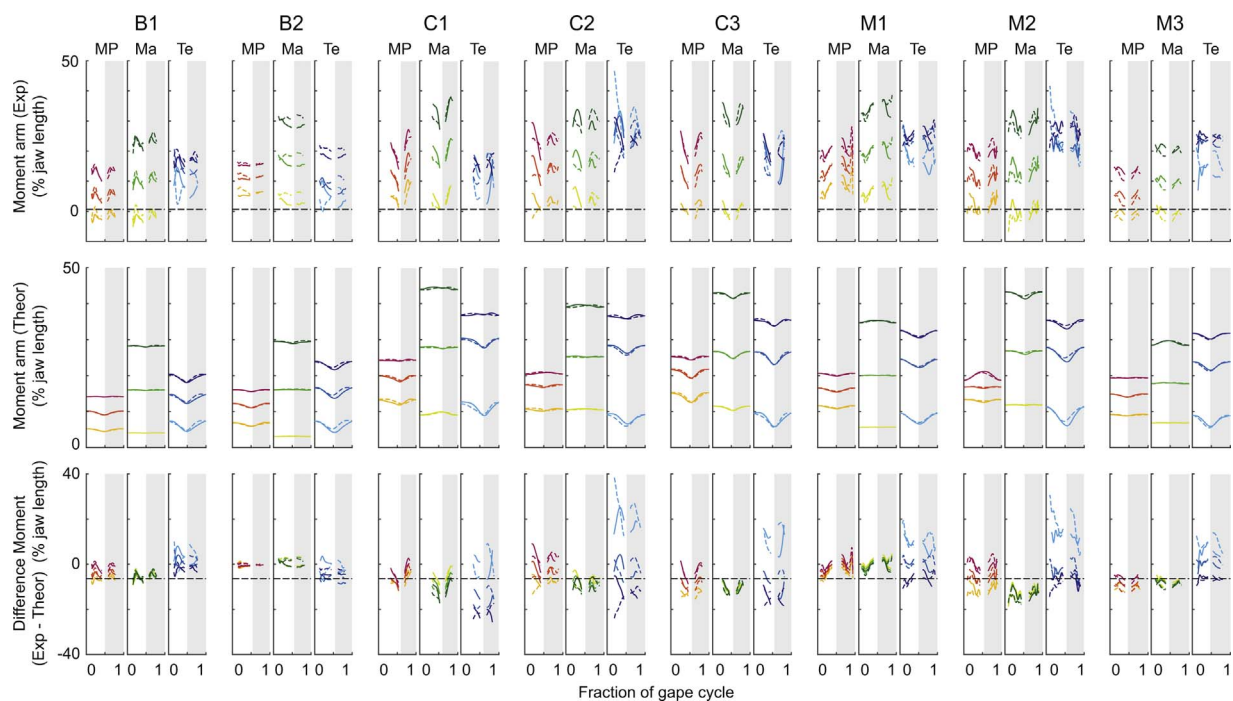 B1 B2 C1 C2 C3 M1 M2 M3
MP Ma Te MP Ma Te MP Ma Te MP Ma Te MP Ma Te MP Ma Te MP Ma Te MP Ma Te
Moment arm (Exp)
(% jaw length)
50
0
Moment arm (Theor)
(% jaw length)
50
0
Difference Moment
(Exp - Theor) (% jaw length)
40
0
-40
0 1 0 1 0 1 0 1 0 1 0 1 0 1 0 1 0 1 0 1 0 1 0 1 0 1 0 1 0 1 0 1 0 1 0 1 0 1 0 1 0 1 0 1 0 1 0 1
Fraction of gape cycle